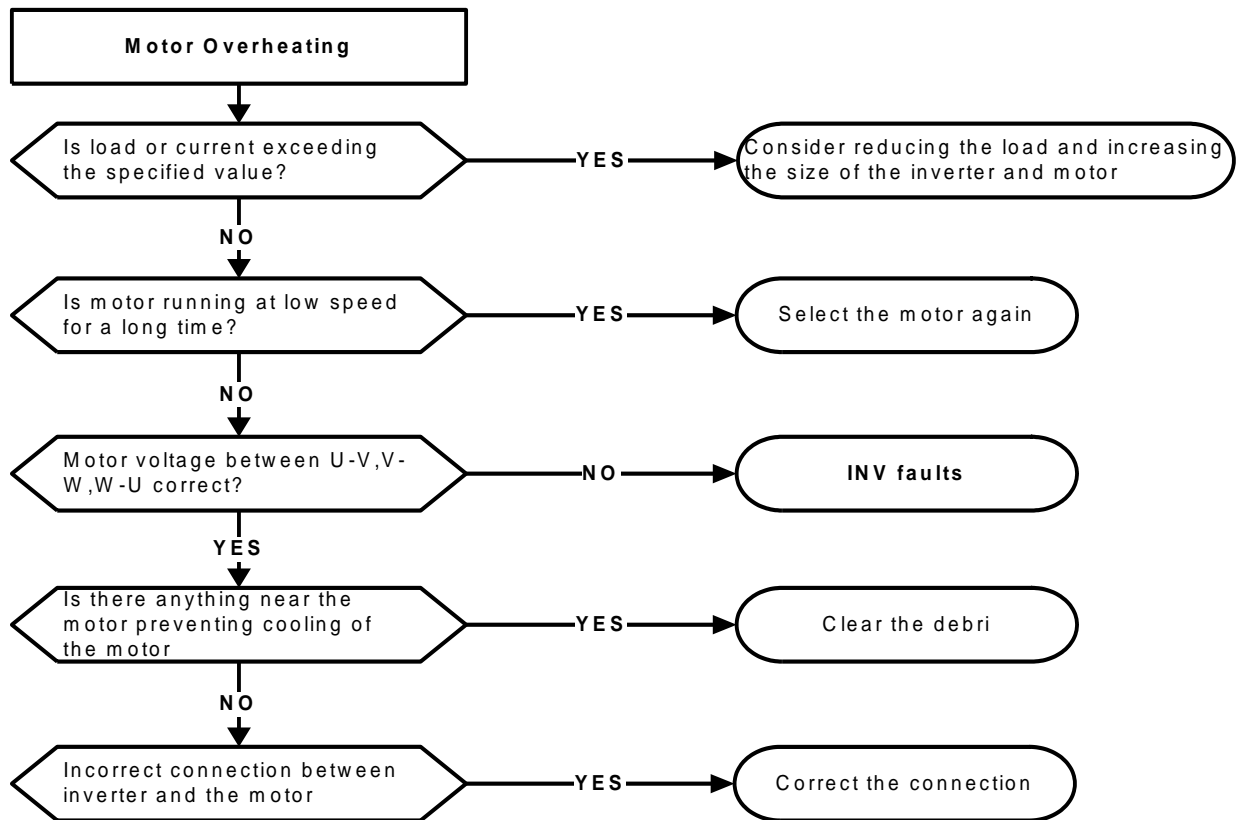 Motor Overheating
Is load or current exceeding
the specified value?
YES
Consider reducing the load and increasing
the size of the inverter and motor
NO
Is motor running at low speed
for a long time?
YES
Select the motor again
NO
Motor voltage between U-V,V-
W,W-U correct?
NO
INV faults
YES
Is there anything near the
motor preventing cooling of
the motor
YES
Clear the debri
NO
Incorrect connection between
inverter and the motor
YES
Correct the connection